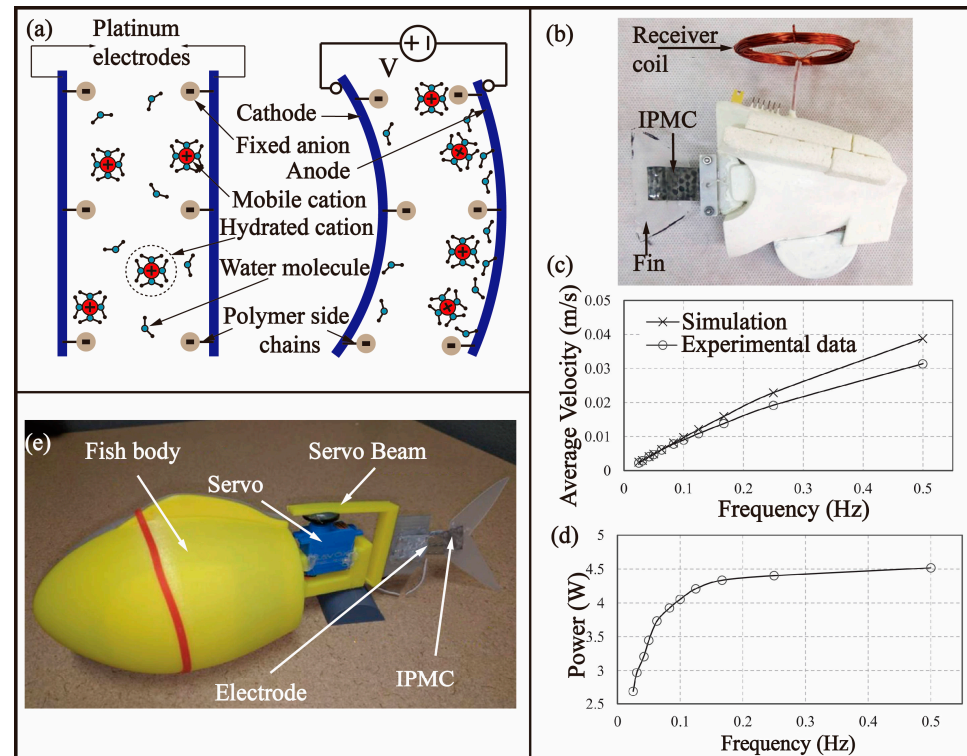 (a)
Platinum
electrodes
V
Cathode
Fixed anion
Anode
Mobile cation
Hydrated cation
Water molecule
Polymer side
chains
(b)
Receiver
coil
IPMC
Fin
(c)
Average Velocity (m/s)
0.05
0.04
0.03
0.02
0.01
0
Simulation
Experimental data
0 0.1 0.2 0.3 0.4 0.5
Frequency (Hz)
(d)
Power (W)
5
4.5
4
3.5
3
2.5
0 0.1 0.2 0.3 0.4 0.5
Frequency (Hz)
(e)
Fish body
Servo Beam
Servo
Electrode
IPMC